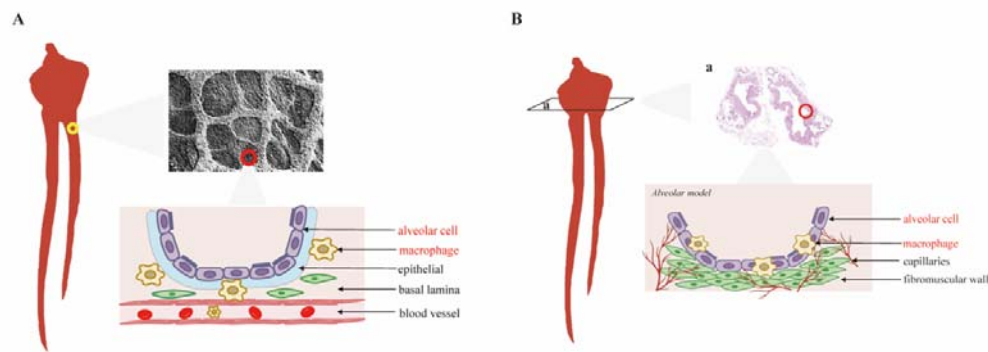 A
alveolar cell
macrophage
epithelial
basal lamina
blood vessel
B
a
a
Alveolar model
alveolar cell
macrophage
capillaries
fibromuscular wall